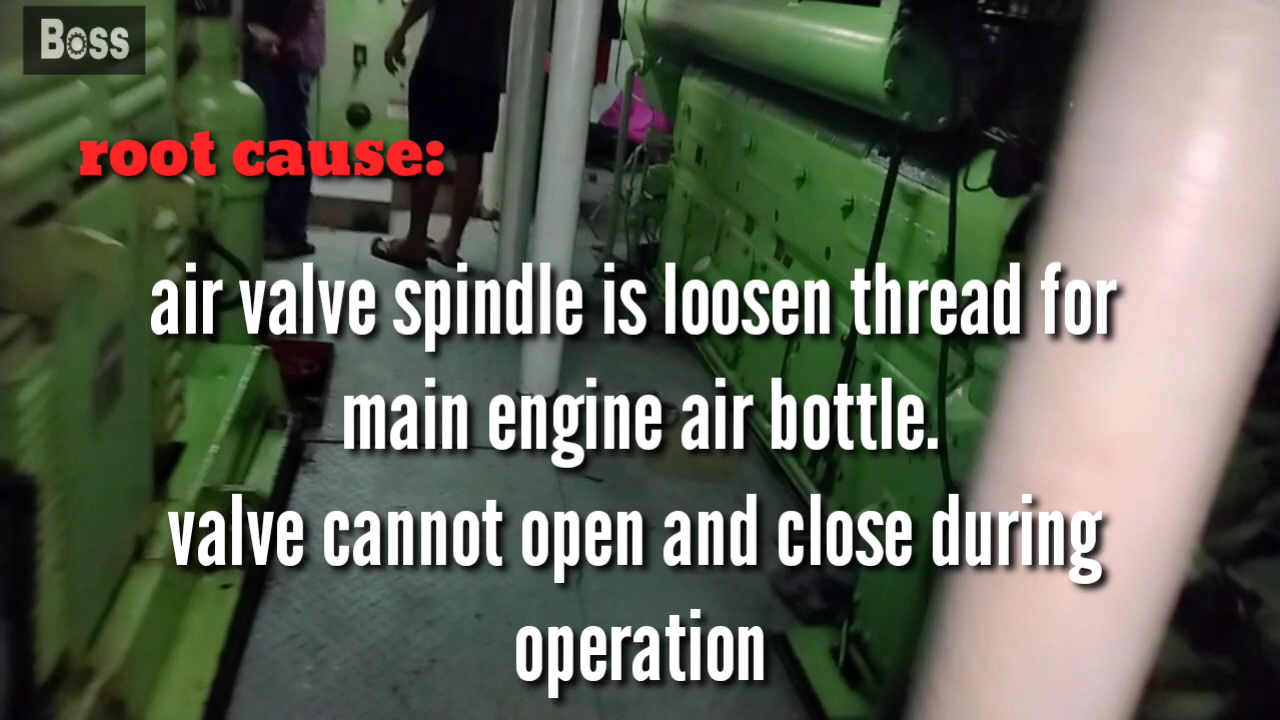 Boss
root cause:
air valve spindle is loosen thread for
main engine air bottle.
valve cannot open and close during
operation